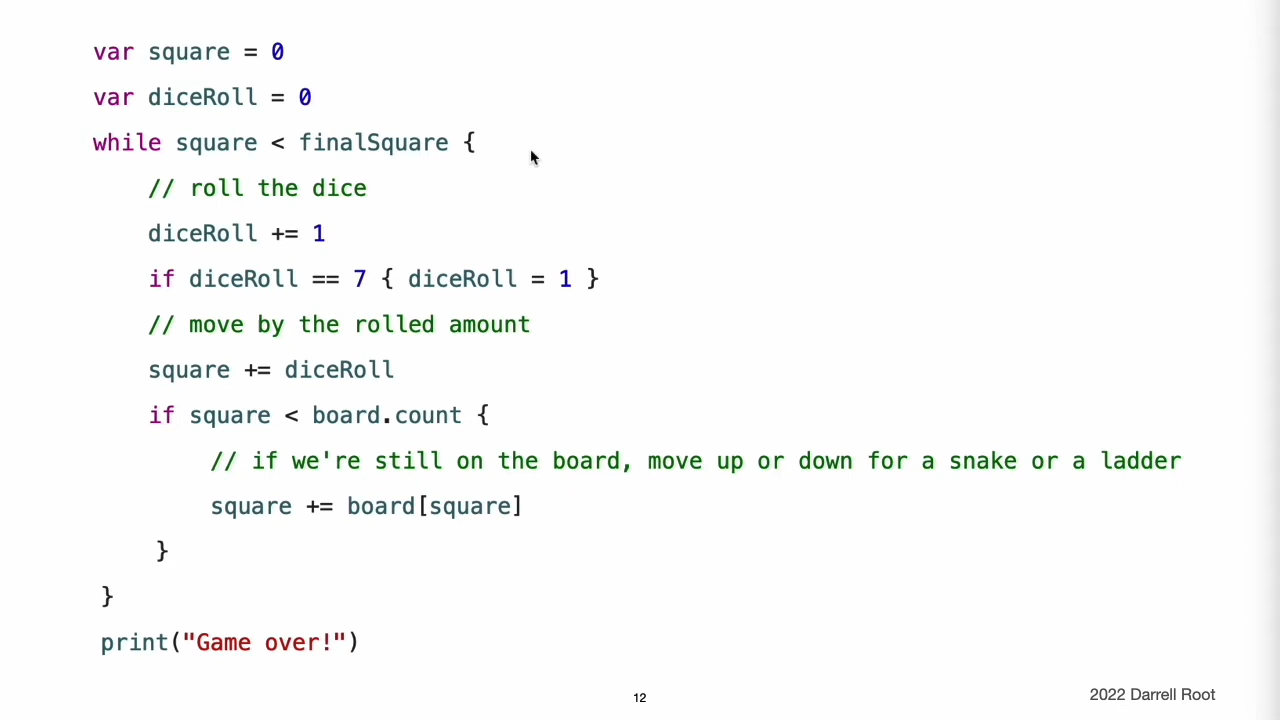 var square = 0
var diceRoll = 0
while square < finalSquare {
// roll the dice
diceRoll += 1
if diceRoll == 7 { diceRoll = 1 }
// move by the rolled amount
square += diceRoll
if square < board.count {
// if we're still on the board, move up or down for a snake or a ladder
square += board[square]
}
}
print("Game over!")
12
2022 Darrell Root